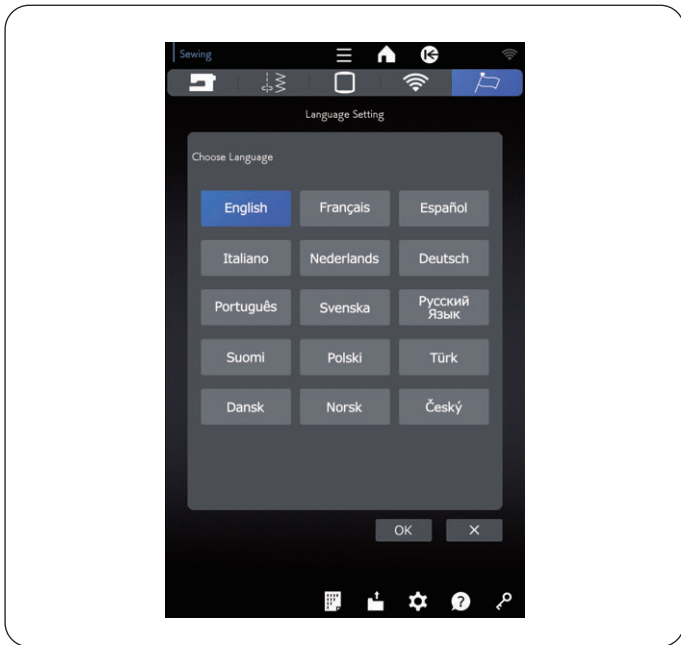 Sewing
Language Setting
Choose Language
English Français Español
Italiano Nederlands Deutsch
Português Svenska Русский
Язык
Suomi Polski Türk
Dansk Norsk Český
OK ×
?